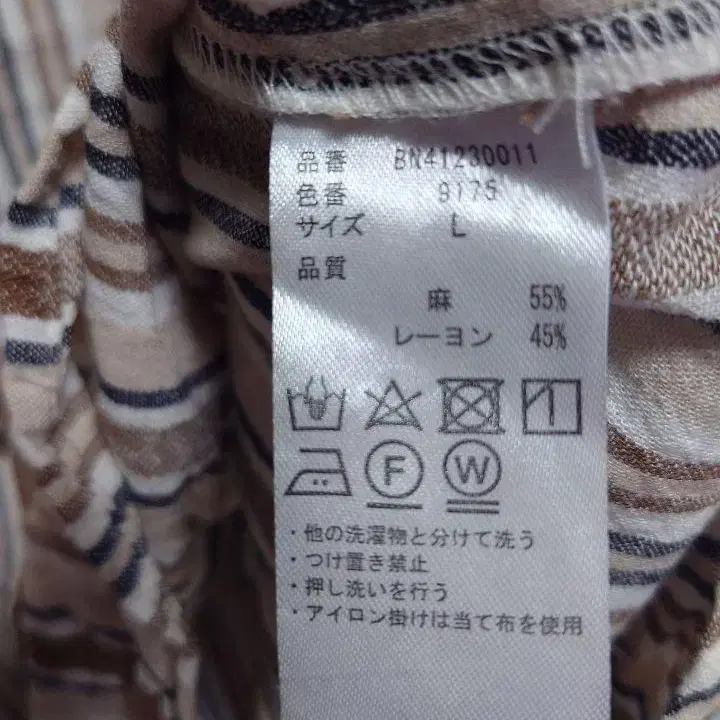 品番 BN41230011
色番 9175
サイズ L
品質
麻 55%
レーヨン 45%
F W
・他の洗濯物と分けて洗う
・つけ置き禁止
・押し洗いを行う
・アイロン掛けは当て布を使用